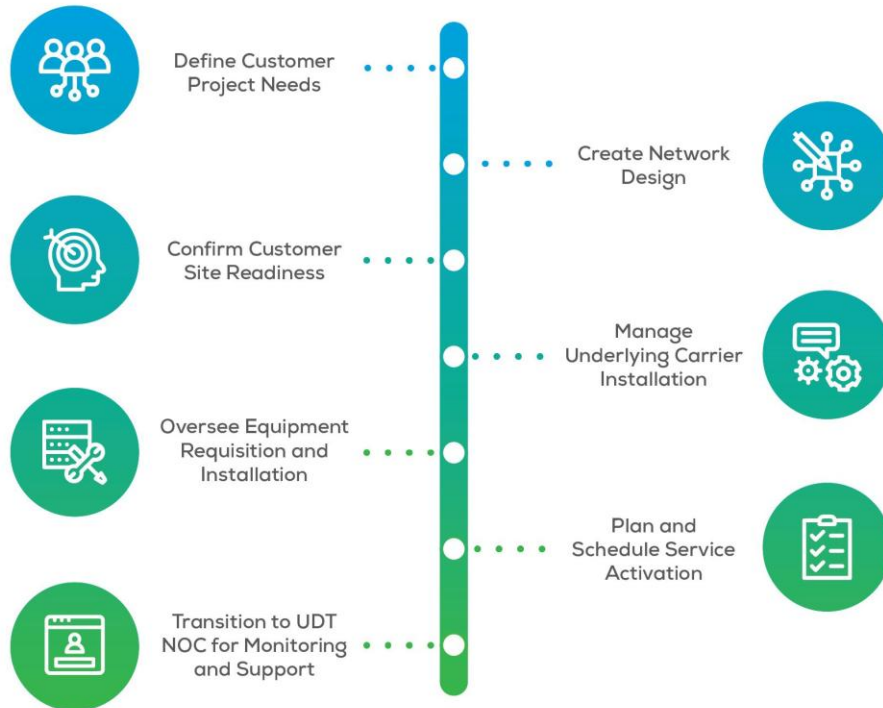 Define Customer
Project Needs
Create Network
Design
Confirm Customer
Site Readiness
Manage
Underlying Carrier
Installation
Oversee Equipment
Requisition and
Installation
Plan and
Schedule Service
Activation
Transition to UDT
NOC for Monitoring
and Support